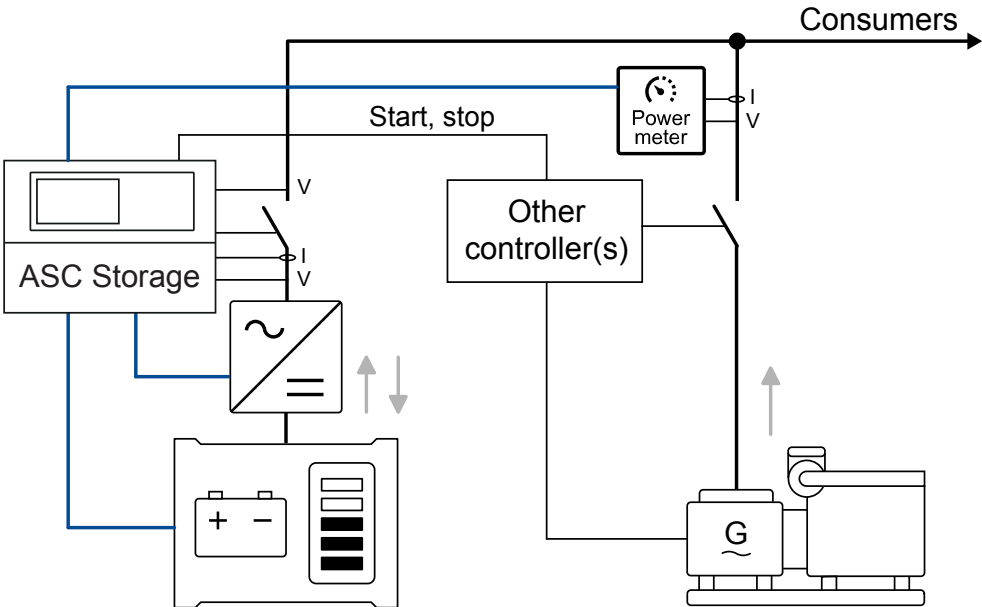 Consumers
I
Power
meter
V
Start, stop
V
Other
controller(s)
I
ASC Storage
V
+ −
G